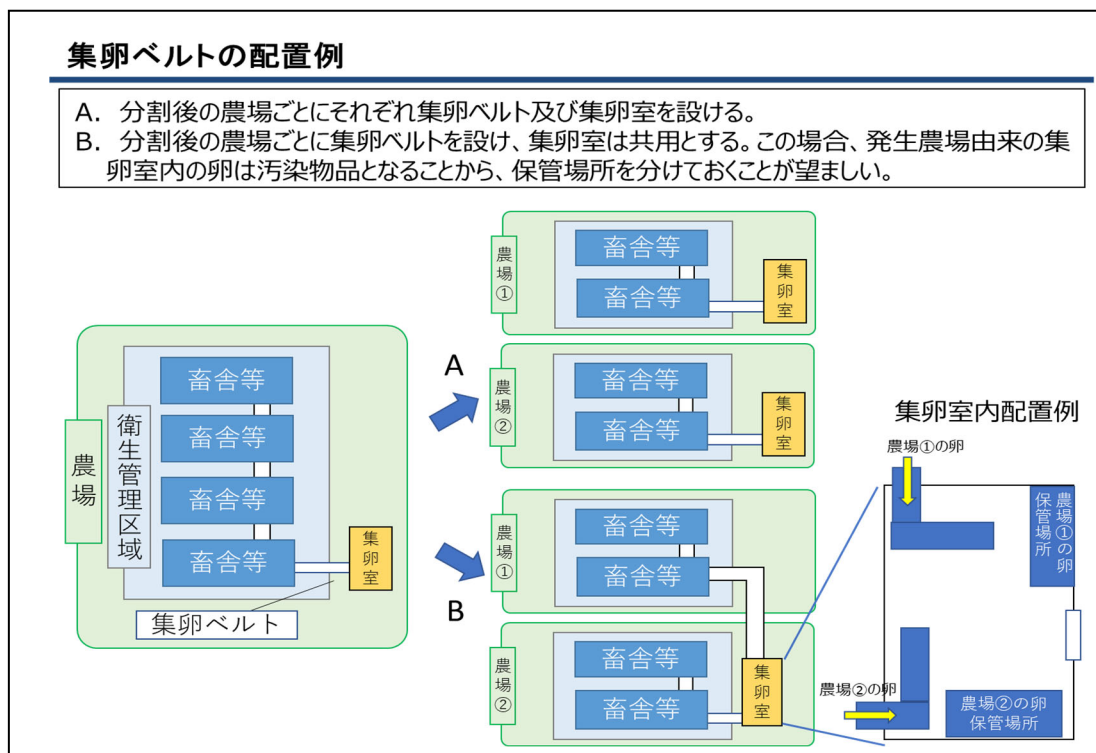 集卵ベルトの配置例
A. 分割後の農場ごとにそれぞれ集卵ベルト及び集卵室を設ける。
B. 分割後の農場ごとに集卵ベルトを設け、集卵室は共用とする。この場合、発生農場由来の集
卵室内の卵は汚染物品となることから、保管場所を分けておくことが望ましい。
農場
衛生管理区域
畜舎等
畜舎等
畜舎等
畜舎等
集卵室
集卵ベルト
A
農場①
畜舎等
畜舎等
集卵室
農場②
畜舎等
畜舎等
集卵室
B
農場①
畜舎等
畜舎等
農場②
畜舎等
畜舎等
集卵室
集卵室内配置例
農場①の卵
農場①の卵
保管場所
農場②の卵
農場②の卵
保管場所